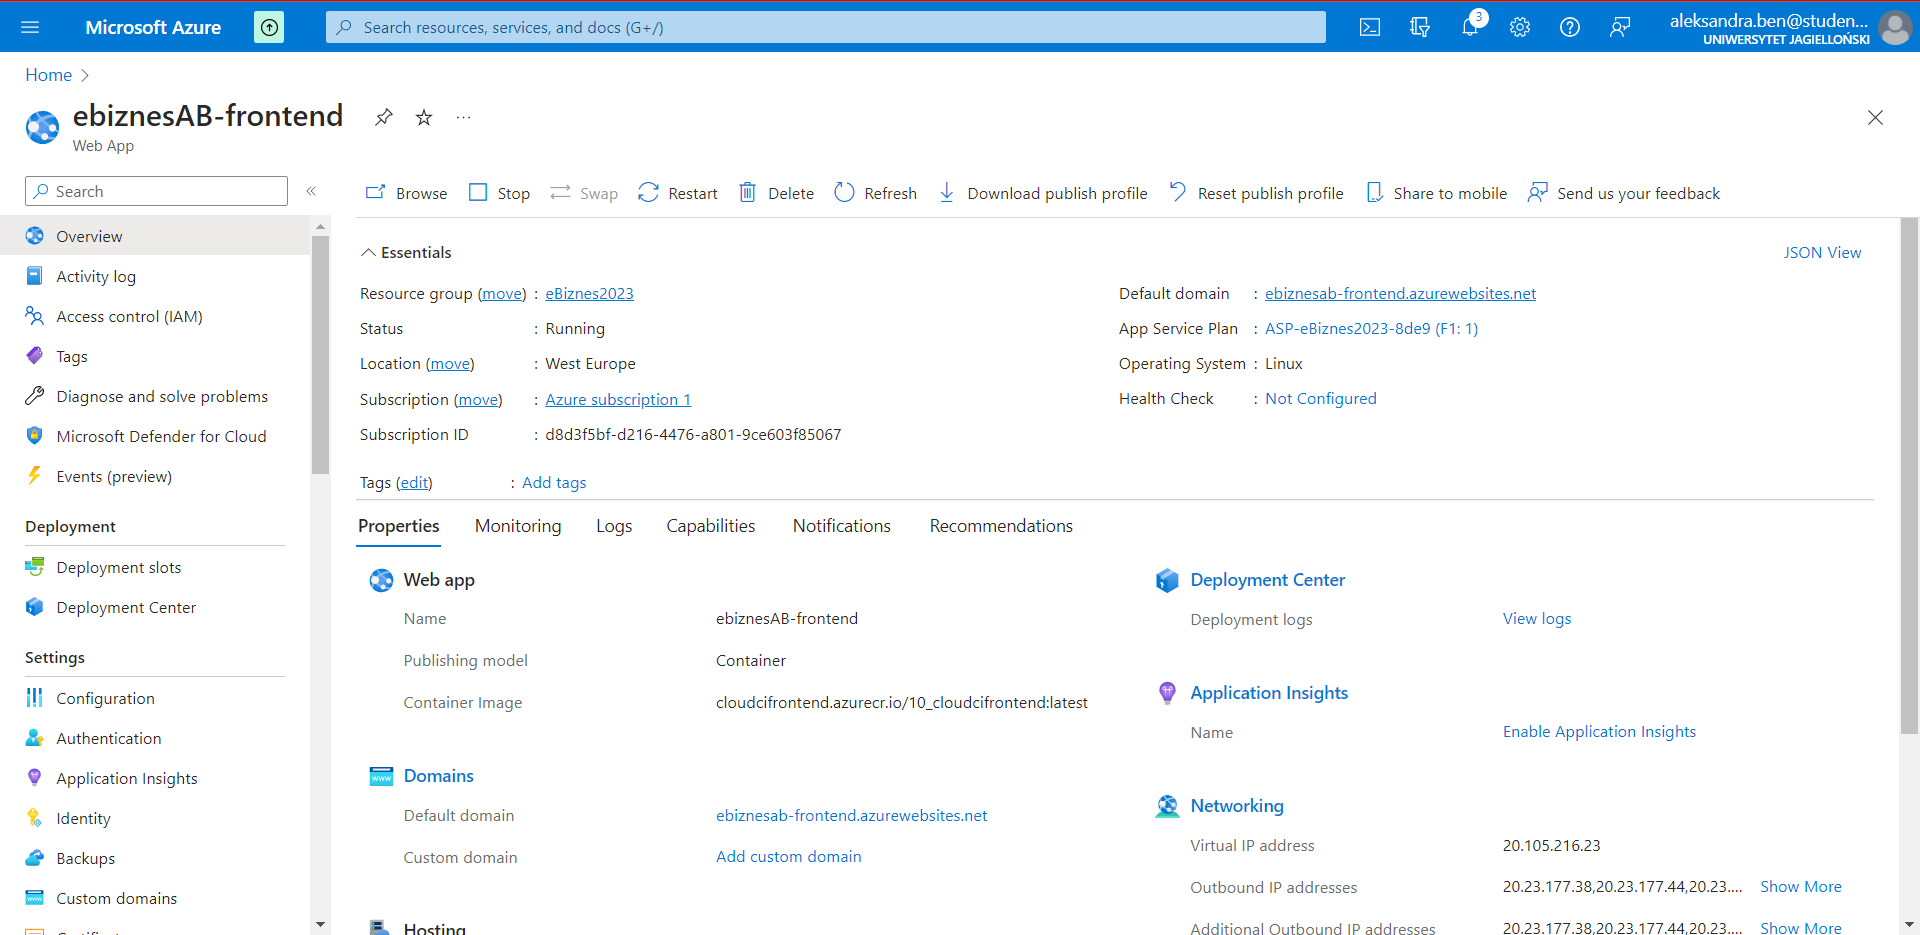 Microsoft Azure
Search resources, services, and docs (G+/)
3
aleksandra.ben@studen...
UNIWERSYTET JAGIELLOŃSKI
Home
ebiznesAB-frontend
...
Web App
Search
«
Browse
Stop
Swap
Restart
Delete
Refresh
Download publish profile
Reset publish profile
Share to mobile
Send us your feedback
Overview
Activity log
Access control (IAM)
Tags
Diagnose and solve problems
Microsoft Defender for Cloud
Events (preview)
Deployment
Deployment slots
Deployment Center
Settings
Configuration
Authentication
Application Insights
Identity
Backups
Custom domains
Essentials
JSON View
Resource group (move) : eBiznes2023
Status : Running
Location (move) : West Europe
Subscription (move) : Azure subscription 1
Subscription ID : d8d3f5bf-d216-4476-a801-9ce603f85067
Default domain : ebiznesab-frontend.azurewebsites.net
App Service Plan : ASP-eBiznes2023-8de9 (F1: 1)
Operating System : Linux
Health Check : Not Configured
Tags (edit) : Add tags
Properties
Monitoring
Logs
Capabilities
Notifications
Recommendations
Web app
Name ebiznesAB-frontend
Publishing model Container
Container Image cloudcifrontend.azurecr.io/10_cloudcifrontend:latest
Domains
Default domain ebiznesab-frontend.azurewebsites.net
Custom domain Add custom domain
Hosting
Deployment Center
Deployment logs View logs
Application Insights
Name Enable Application Insights
Networking
Virtual IP address 20.105.216.23
Outbound IP addresses 20.23.177.38,20.23.177.44,20.23.... Show More
Additional Outbound IP addresses 20.23.177.38,20.23.177.44,20.23.... Show More